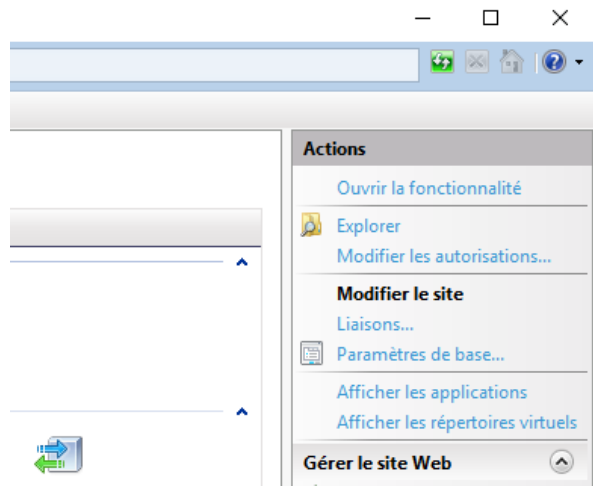 Actions
Ouvrir la fonctionnalité
Explorer
Modifier les autorisations...
Modifier le site
Liaisons...
Paramètres de base...
Afficher les applications
Afficher les répertoires virtuels
Gérer le site Web